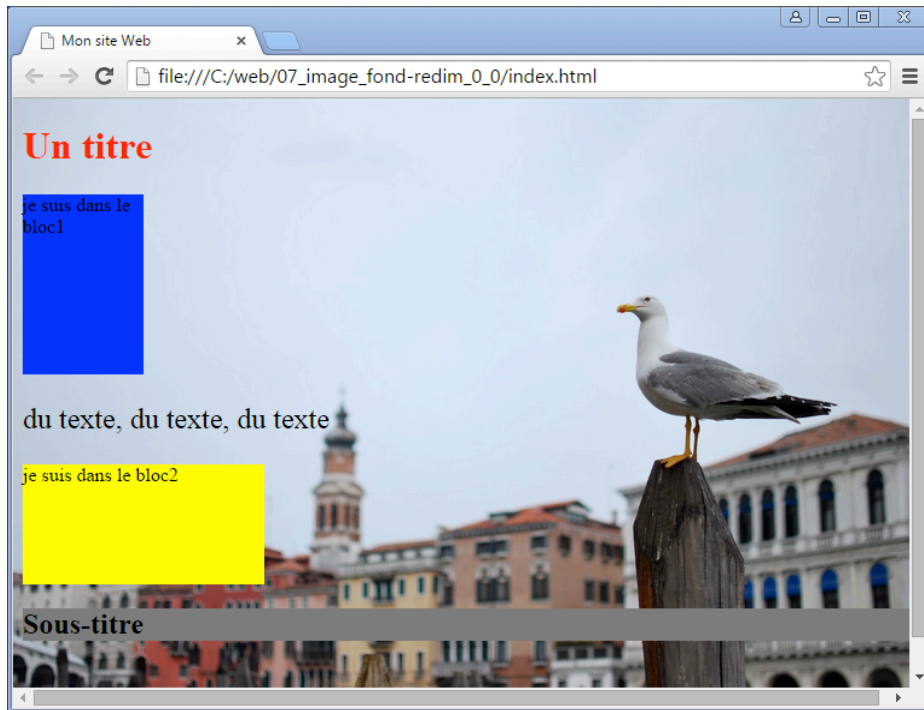 Mon site Web
file:///C:/web/07_image_fond-redim_0_0/index.html
Un titre
je suis dans le
bloc1
du texte, du texte, du texte
je suis dans le bloc2
Sous-titre